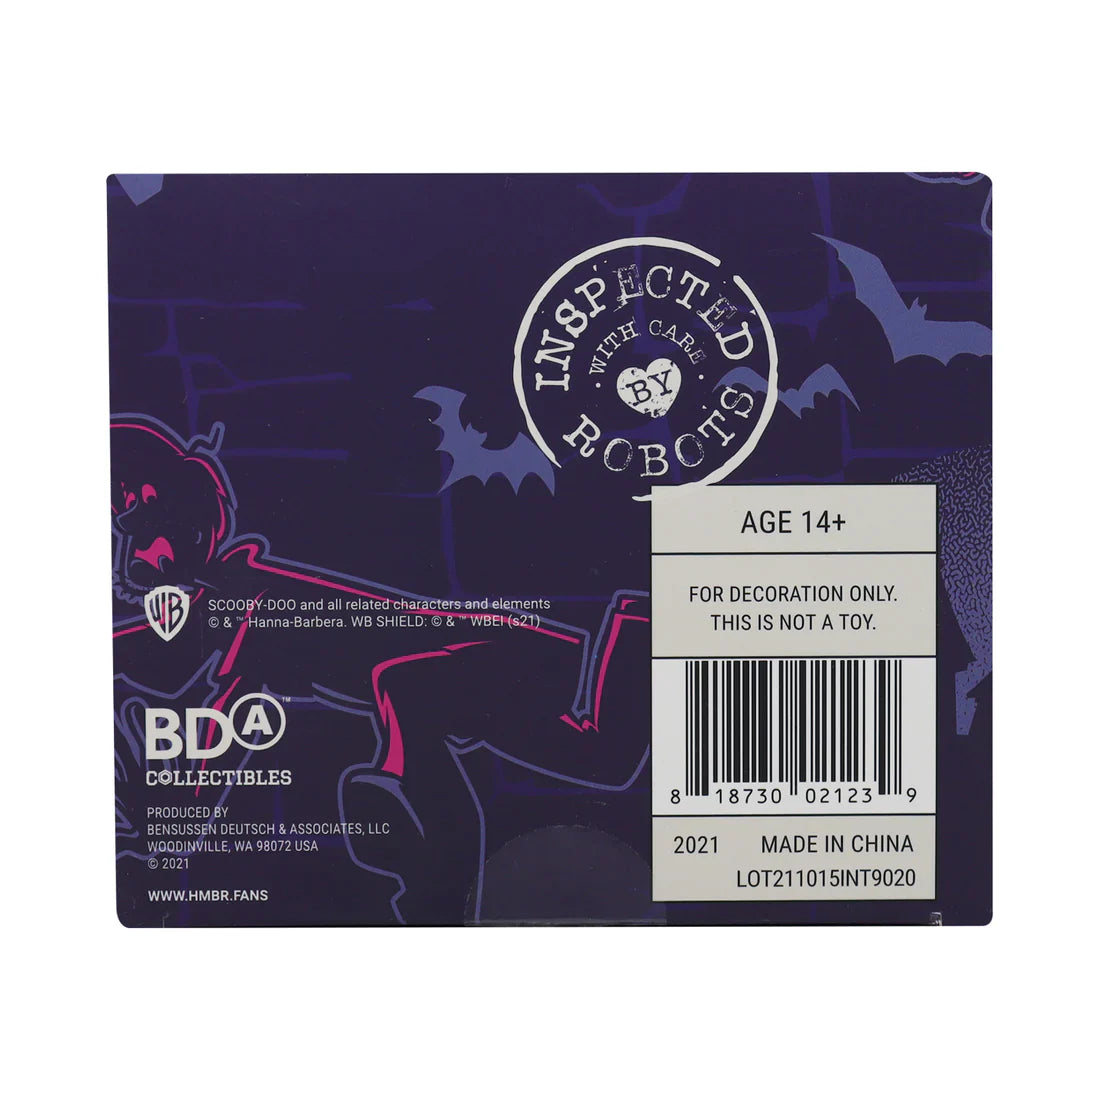 INSPECTED
· WITH CARE ·
BY
ROBOTS
AGE 14+
FOR DECORATION ONLY.
THIS IS NOT A TOY.
WB
SCOOBY-DOO and all related characters and elements
© & ™ Hanna-Barbera. WB SHIELD: © & ™ WBEI (s21)
BDA™
COLLECTIBLES
PRODUCED BY
BENSUSSEN DEUTSCH & ASSOCIATES, LLC
WOODINVILLE, WA 98072 USA
© 2021
WWW.HMBR.FANS
8 18730 02123 9
2021 MADE IN CHINA
LOT211015INT9020